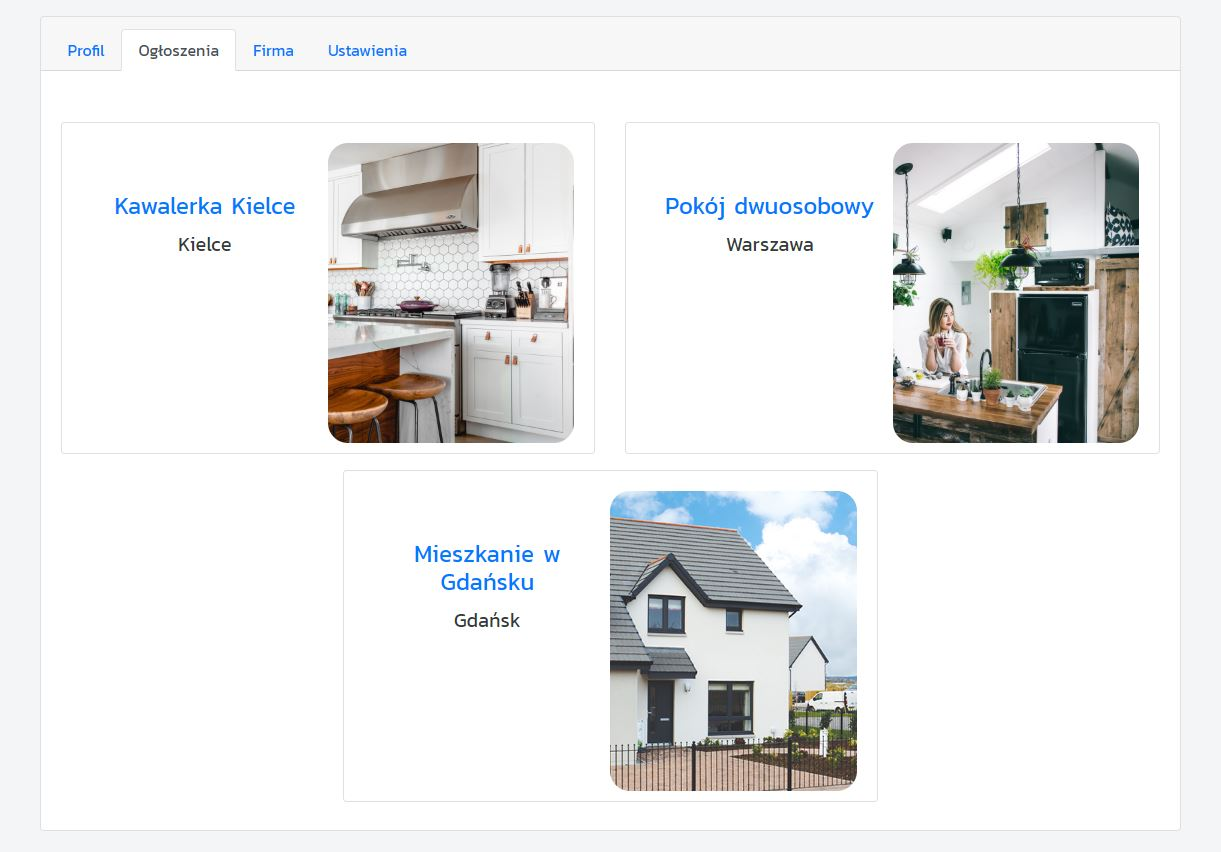 Profil
Ogłoszenia
Firma
Ustawienia
Kawalerka Kielce
Kielce
Pokój dwuosobowy
Warszawa
Mieszkanie w
Gdańsku
Gdańsk